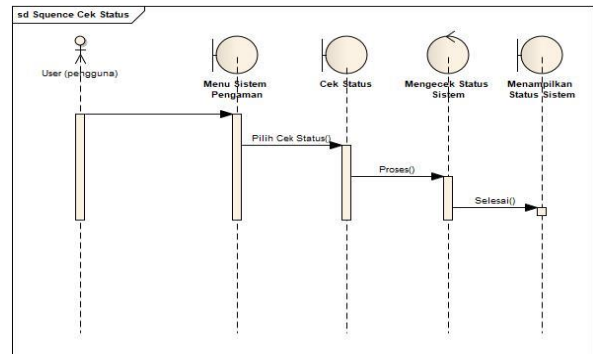 sd Squence Cek Status
User (pengguna)
Menu Sistem
Pengaman
Cek Status
Mengecek Status
Sistem
Menampilkan
Status Sistem
Pilih Cek Status()
Proses()
Selesai()